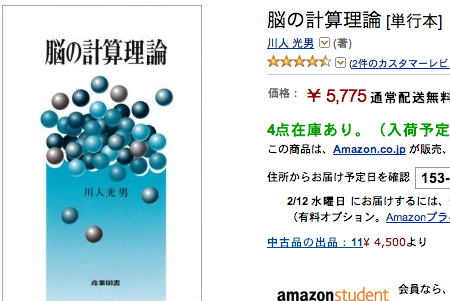 脳の計算理論
川人光男
産業図書
脳の計算理論 [単行本]
川人 光男 (著)
(2件のカスタマーレビ
価格： ￥ 5,775 通常配送無料
4点在庫あり。（入荷予定
この商品は、Amazon.co.jp が販売、
住所からお届け予定日を確認 153-
2/12 水曜日 にお届けするには、
（有料オプション。Amazonプラ
中古品の出品：11¥ 4,500より
amazonstudent 会員なら、